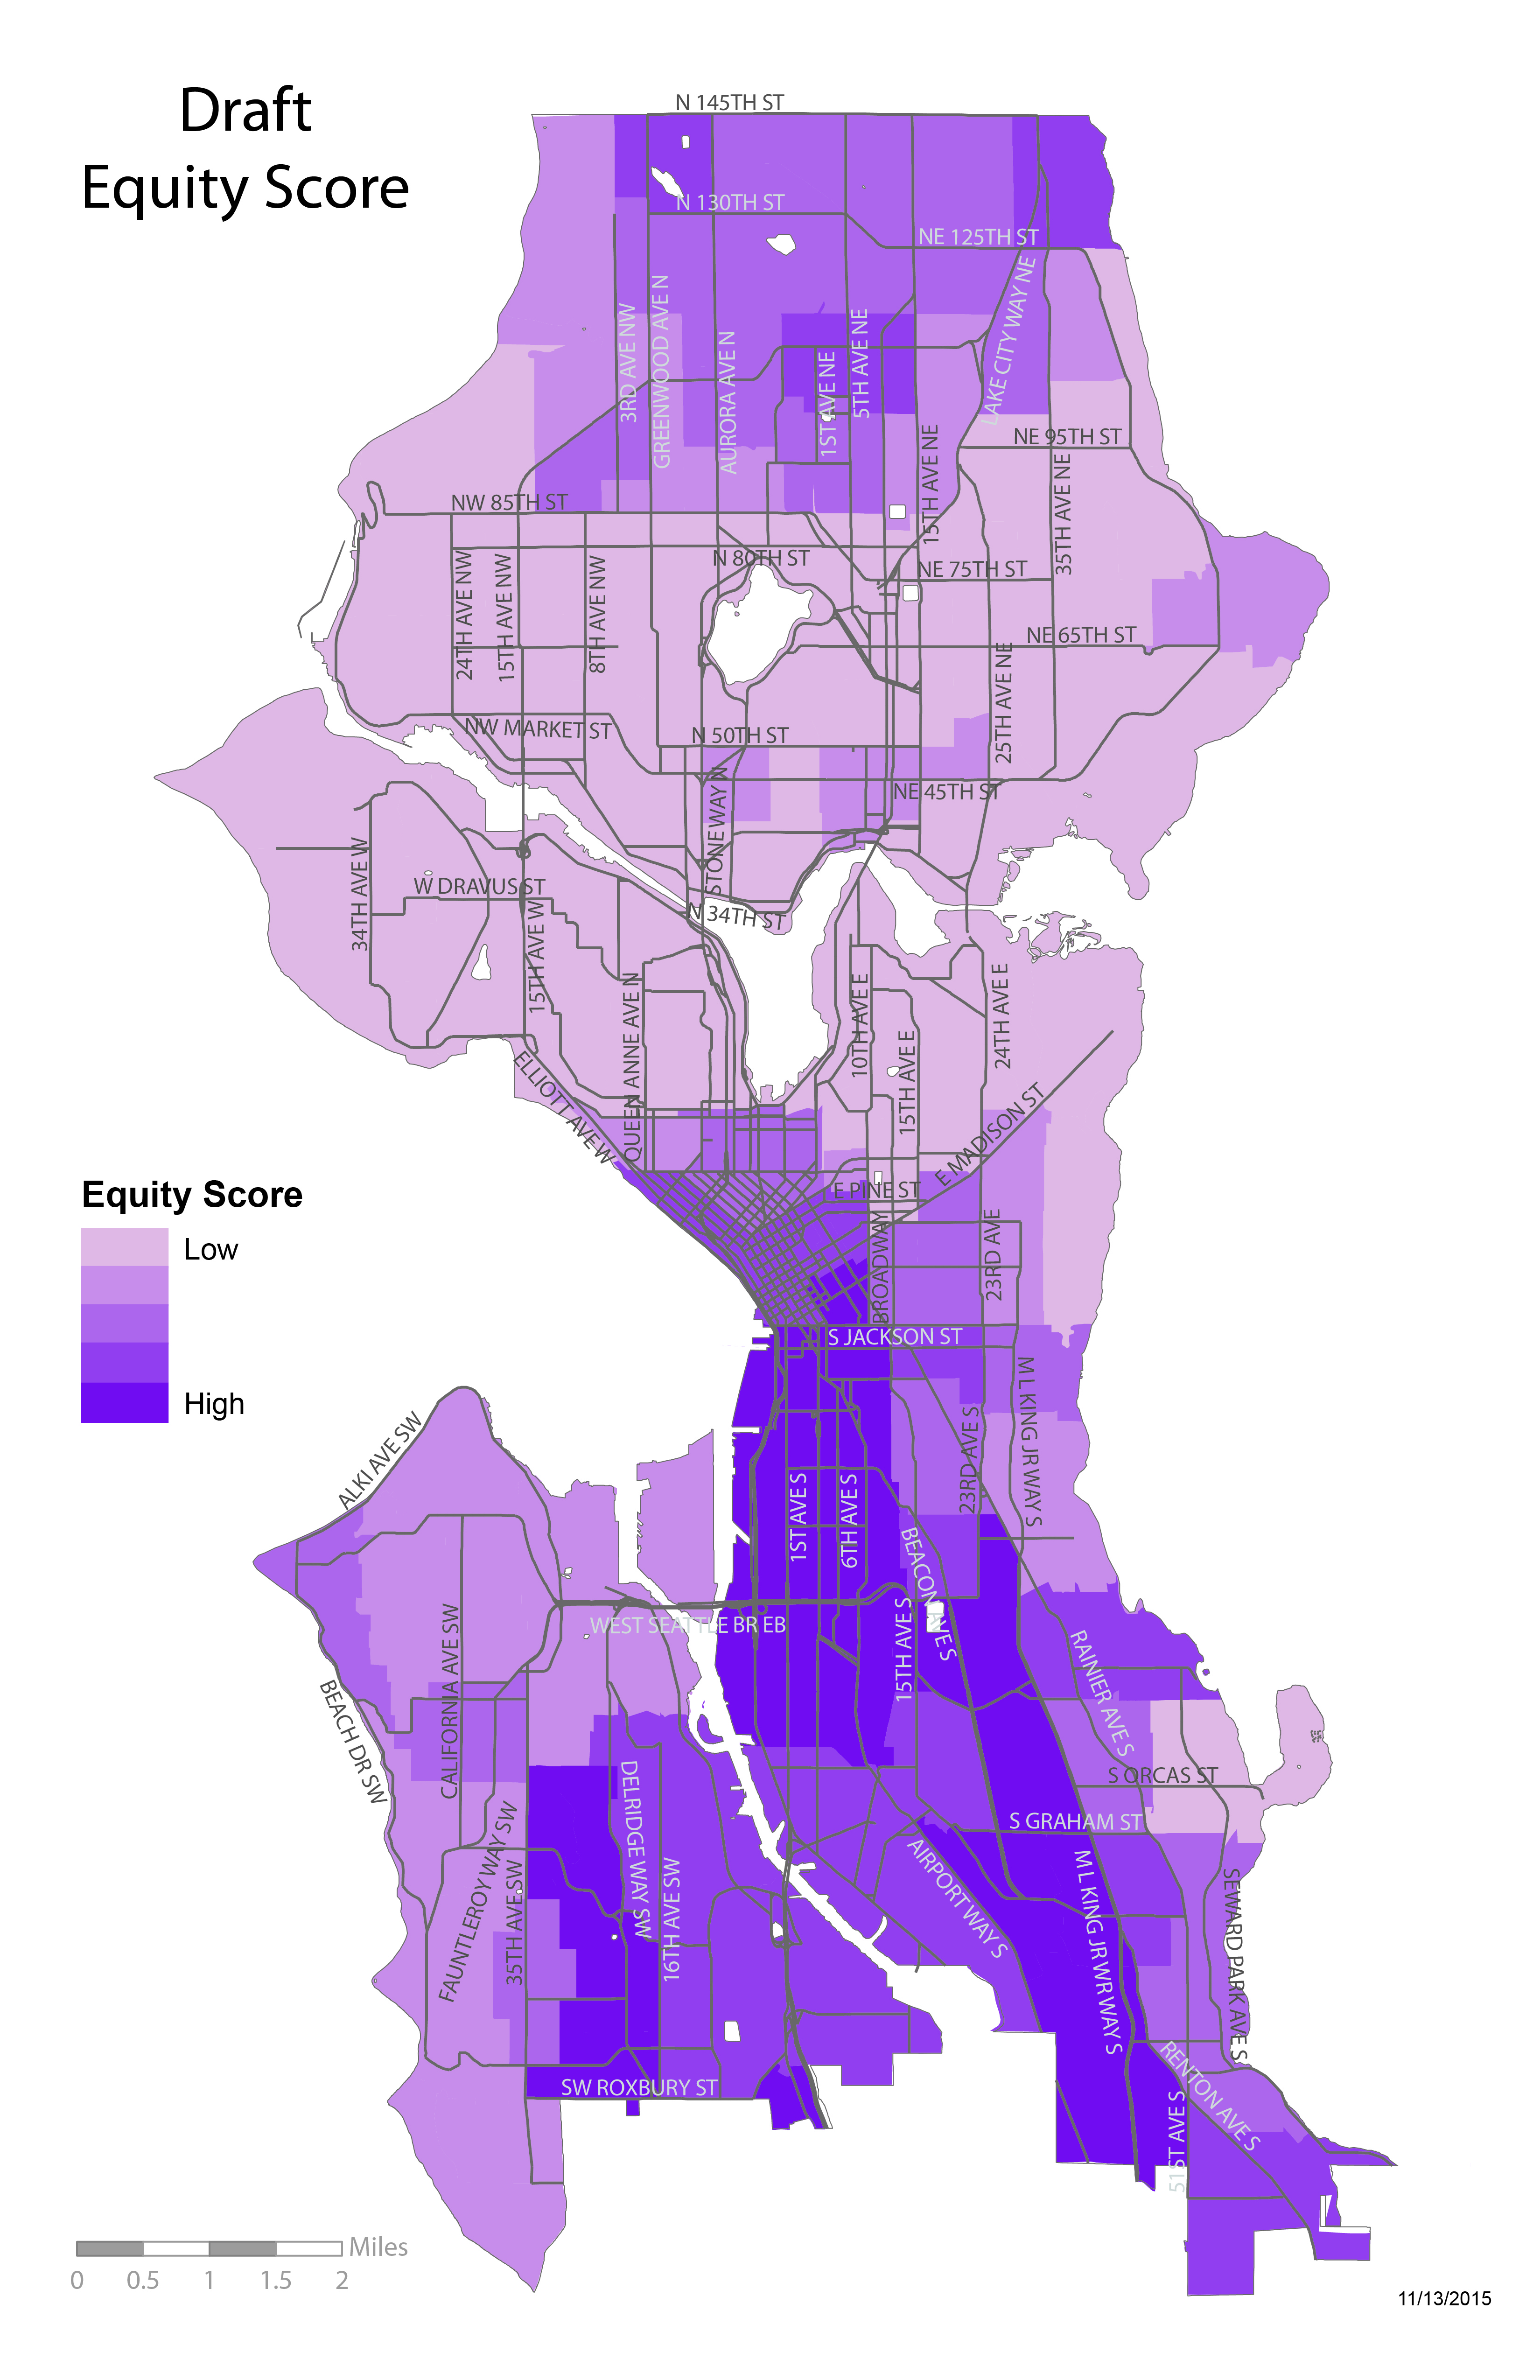 Draft
Equity Score
N 145TH ST
N 130TH ST
NE 125TH ST
3RD AVE NW
GREENWOOD AVE N
AURORA AVE N
1ST AVE NE
5TH AVE NE
LAKE CITY WAY NE
15TH AVE NE
NE 95TH ST
35TH AVE NE
NW 85TH ST
N 80TH ST
NE 75TH ST
24TH AVE NW
15TH AVE NW
8TH AVE NW
NE 65TH ST
25TH AVE NE
NW MARKET ST
N 50TH ST
STONE WAY N
NE 45TH ST
34TH AVE W
W DRAVUS ST
N 34TH ST
15TH AVE W
QUEEN ANNE AVE N
10TH AVE E
15TH AVE E
24TH AVE E
ELLIOTT AVE W
E MADISON ST
E PINE ST
BROADWAY
23RD AVE
Equity Score
Low
High
S JACKSON ST
M L KING JR WAY S
23RD AVE S
ALKI AVE SW
1ST AVE S
6TH AVE S
BEACON AVE S
WEST SEATTLE BR EB
15TH AVE S
RAINIER AVE S
CALIFORNIA AVE SW
BEACH DR SW
S ORCAS ST
S GRAHAM ST
DELRIDGE WAY SW
FAUNTLEROY WAY SW
35TH AVE SW
16TH AVE SW
AIRPORT WAY S
M L KING JR WR WAY S
SEWARD PARK AVE S
SW ROXBURY ST
RENTON AVE S
51ST AVE S
Miles
0 0.5 1 1.5 2
11/13/2015